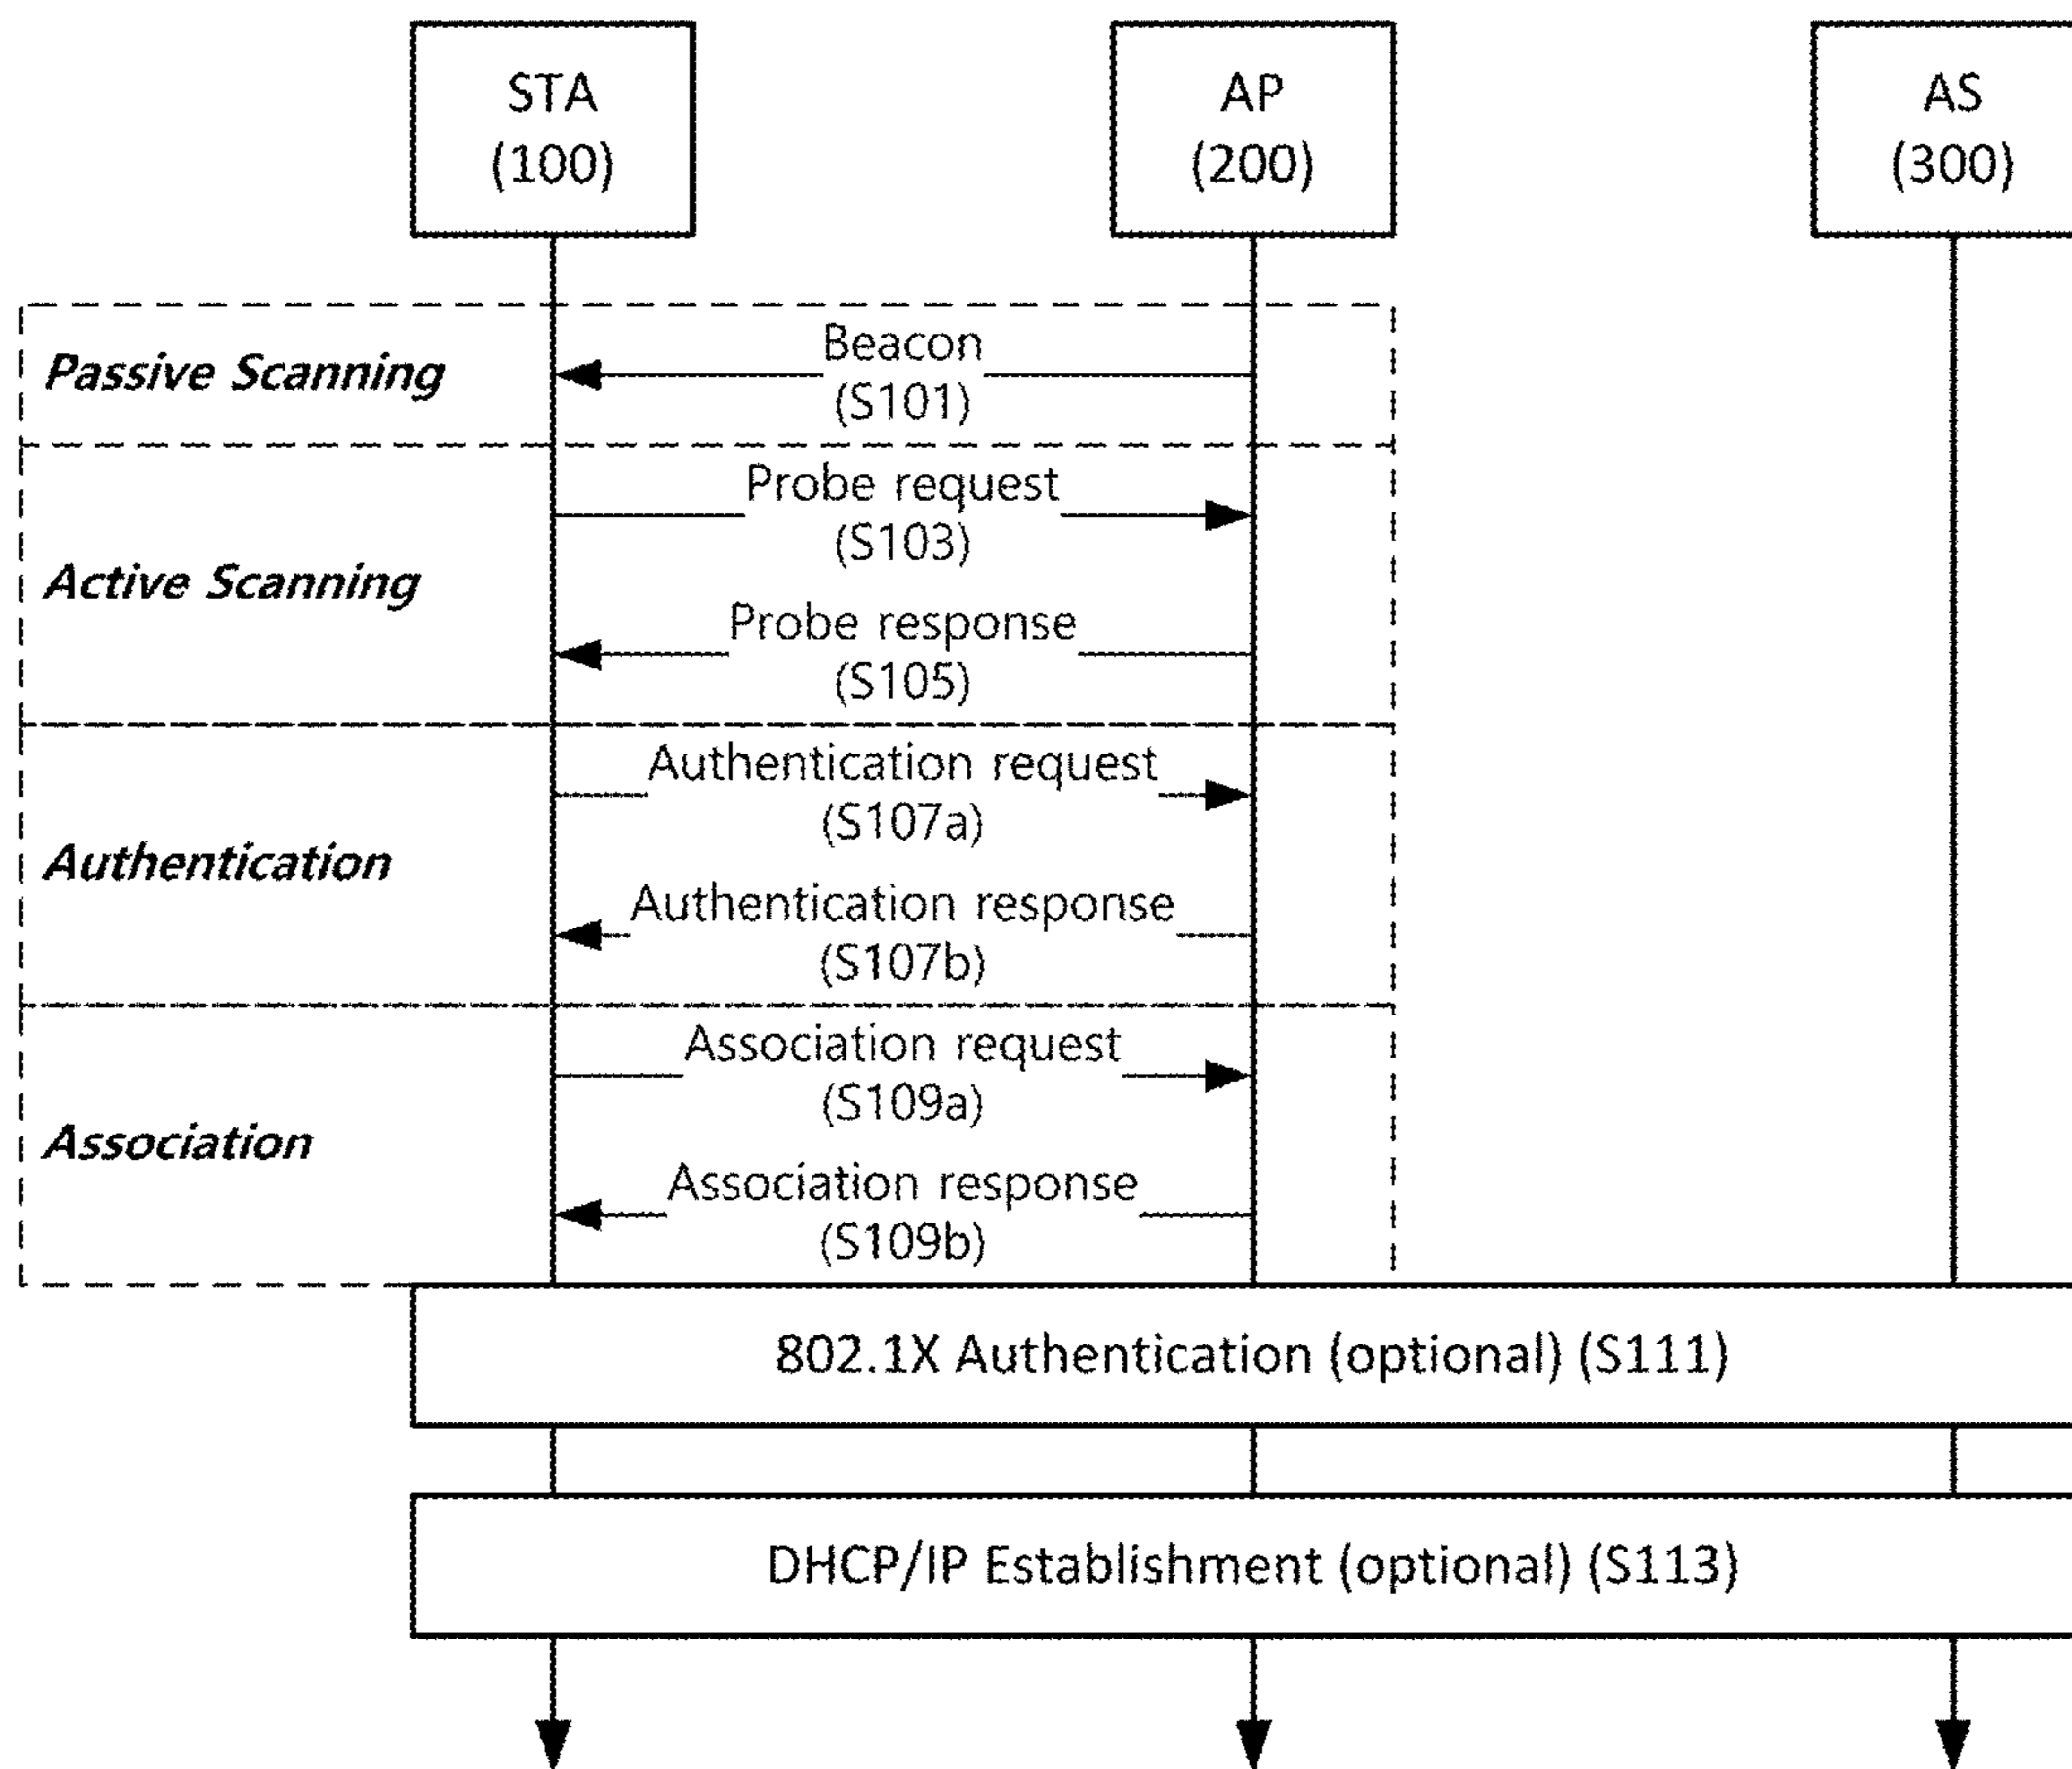 STA
(100)
AP
(200)
AS
(300)
Passive Scanning
Beacon
(S101)
Active Scanning
Probe request
(S103)
Probe response
(S105)
Authentication
Authentication request
(S107a)
Authentication response
(S107b)
Association
Association request
(S109a)
Association response
(S109b)
802.1X Authentication (optional) (S111)
DHCP/IP Establishment (optional) (S113)